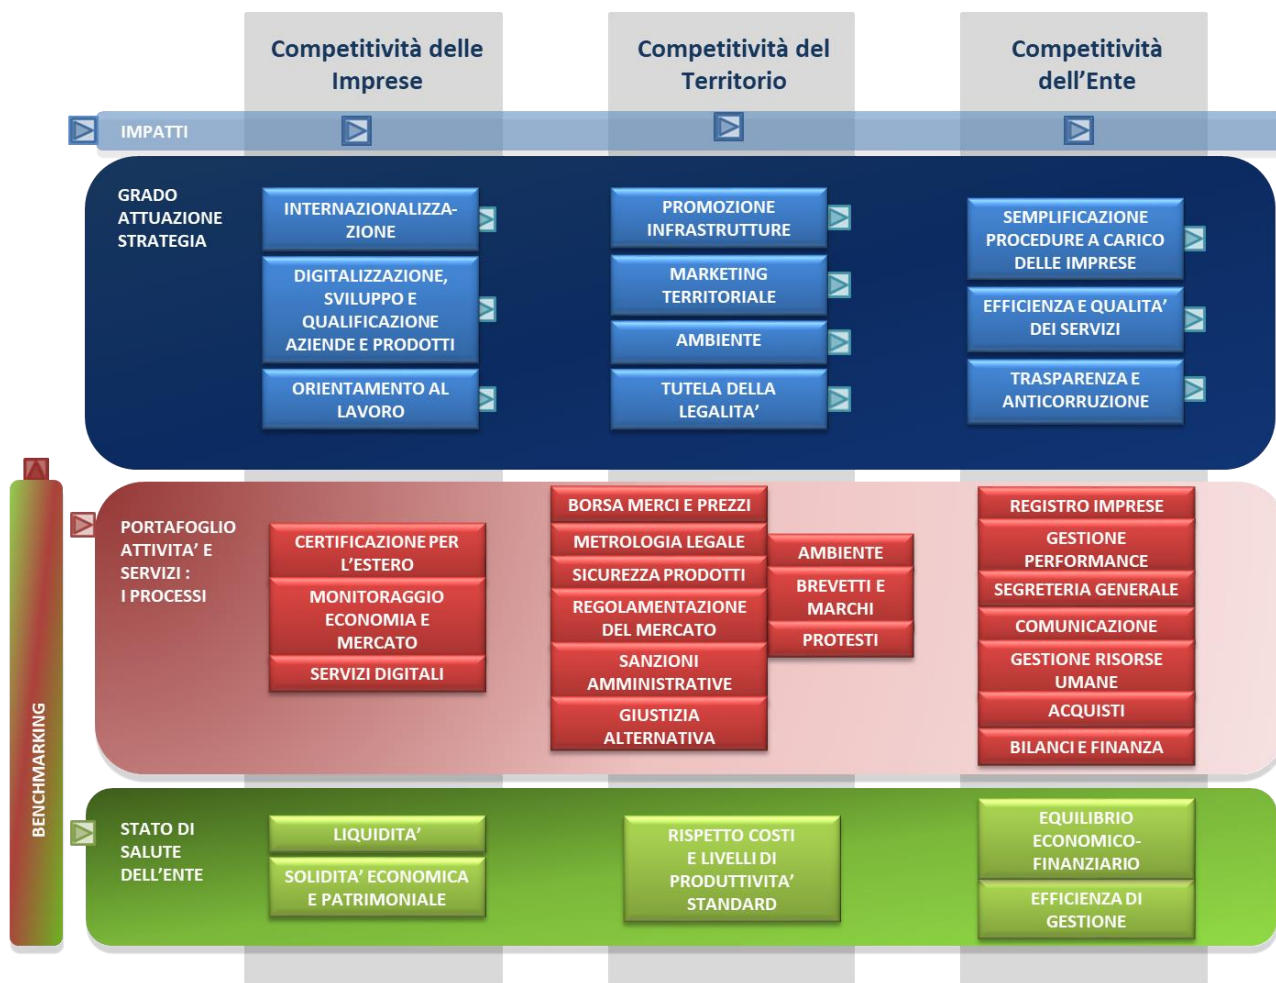 Competitività delle
Imprese
Competitività del
Territorio
Competitività
dell'Ente
IMPATTI
GRADO
ATTUAZIONE
STRATEGIA
INTERNAZIONALIZZA-
ZIONE
DIGITALIZZAZIONE,
SVILUPPO E
QUALIFICAZIONE
AZIENDE E PRODOTTI
ORIENTAMENTO AL
LAVORO
PROMOZIONE
INFRASTRUTTURE
MARKETING
TERRITORIALE
AMBIENTE
TUTELA DELLA
LEGALITA'
SEMPLIFICAZIONE
PROCEDURE A CARICO
DELLE IMPRESE
EFFICIENZA E QUALITA'
DEI SERVIZI
TRASPARENZA E
ANTICORRUZIONE
BENCHMARKING
PORTAFOGLIO
ATTIVITA' E
SERVIZI :
I PROCESSI
CERTIFICAZIONE PER
L'ESTERO
MONITORAGGIO
ECONOMIA E
MERCATO
SERVIZI DIGITALI
BORSA MERCI E PREZZI
METROLOGIA LEGALE
SICUREZZA PRODOTTI
REGOLAMENTAZIONE
DEL MERCATO
SANZIONI
AMMINISTRATIVE
GIUSTIZIA
ALTERNATIVA
AMBIENTE
BREVETTI E
MARCHI
PROTESTI
REGISTRO IMPRESE
GESTIONE
PERFORMANCE
SEGRETERIA GENERALE
COMUNICAZIONE
GESTIONE RISORSE
UMANE
ACQUISTI
BILANCI E FINANZA
STATO DI
SALUTE
DELL'ENTE
LIQUIDITA'
SOLIDITA' ECONOMICA
E PATRIMONIALE
RISPETTO COSTI
E LIVELLI DI
PRODUTTIVITA'
STANDARD
EQUILIBRIO
ECONOMICO-
FINANZIARIO
EFFICIENZA DI
GESTIONE